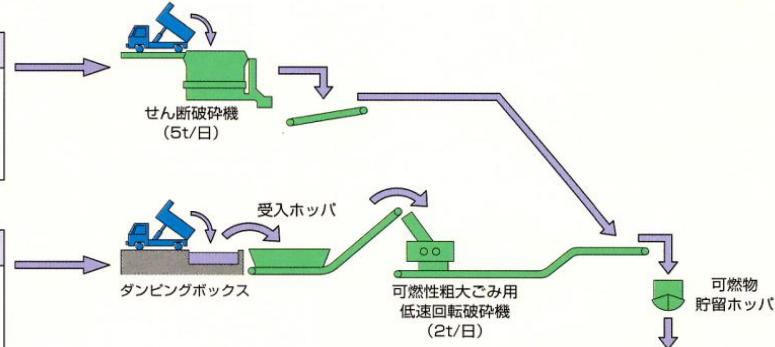 せん断破砕機
(5t/日)
受入ホッパ
ダンピングボックス
可燃性粗大ごみ用
低速回転破砕機
(2t/日)
可燃物
貯留ホッパ